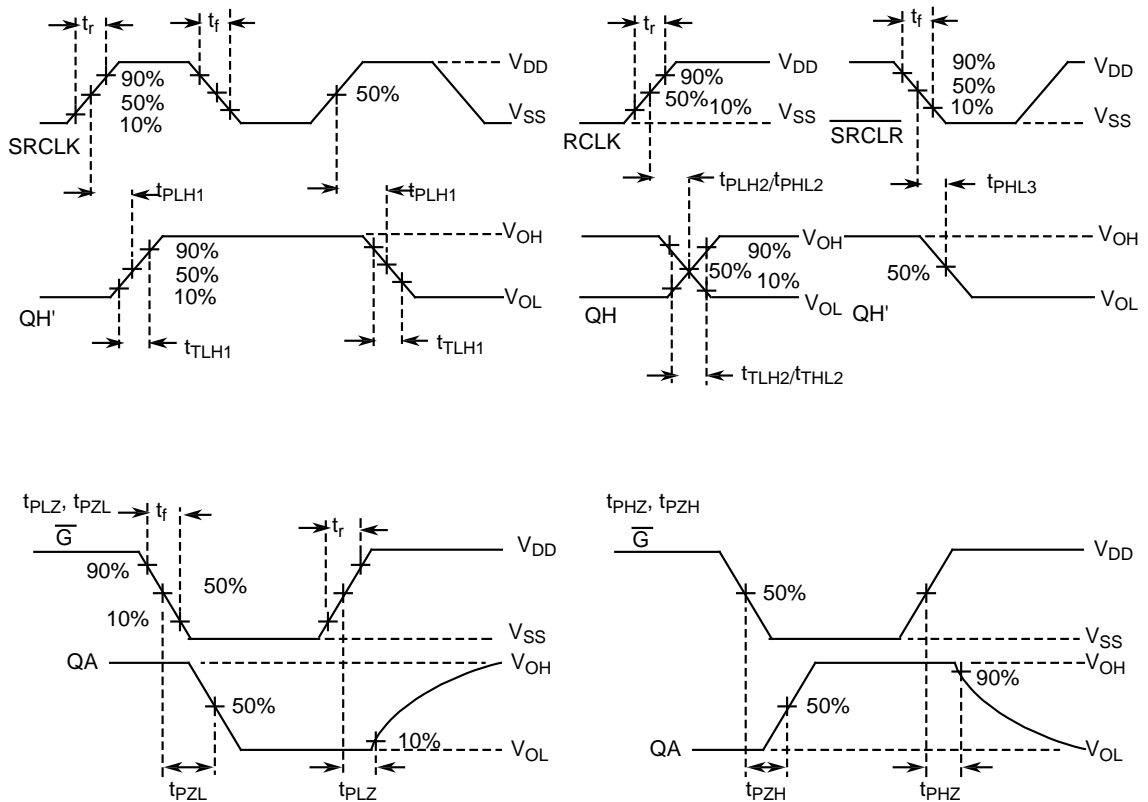 tr
tf
90%
50%
10%
50%
VDD
VSS
SRCLK
tPLH1
tPLH1
90%
50%
10%
VOH
VOL
QH'
tTLH1
tTLH1
tr
90%
50%
10%
VDD
VSS
RCLK
tPLH2/tPHL2
VOH
90%
50%
10%
VOL
QH
tTLH2/tTHL2
tf
90%
50%
10%
VDD
VSS
SRCLR
tPHL3
VOH
50%
VOL
QH'
tPLZ, tPZL
tf
tr
G
90%
50%
10%
VDD
VSS
QA
VOH
50%
10%
VOL
tPZL
tPLZ
tPHZ, tPZH
G
VDD
50%
VSS
VOH
90%
50%
QA
VOL
tPZH
tPHZ